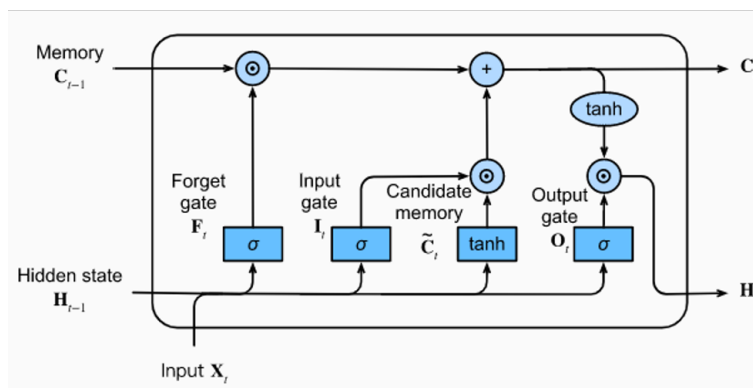 Memory
C_{t-1}
⊙
+
C
tanh
Forget
gate
F_t
Input
gate
I_t
Candidate
memory
C̃_t
⊙
Output
gate
O_t
⊙
σ
σ
tanh
σ
Hidden state
H_{t-1}
H
Input X_t